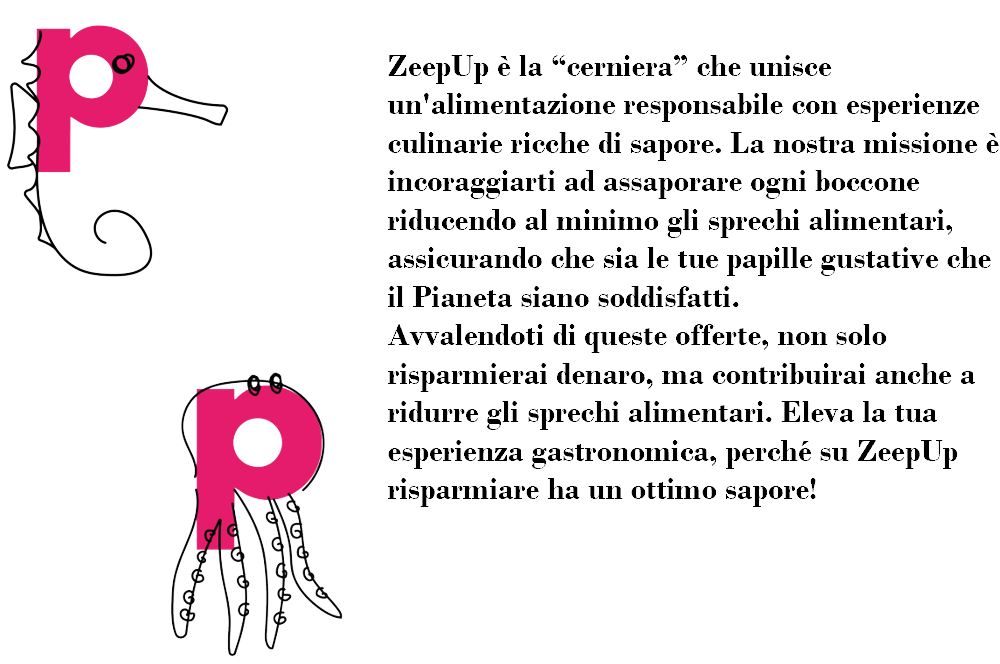 p
ZeepUp è la “cerniera” che unisce
un'alimentazione responsabile con esperienze
culinarie ricche di sapore. La nostra missione è
incoraggiarti ad assaporare ogni boccone
riducendo al minimo gli sprechi alimentari,
assicurando che sia le tue papille gustative che
il Pianeta siano soddisfatti.
Avvalendoti di queste offerte, non solo
risparmierai denaro, ma contribuirai anche a
ridurre gli sprechi alimentari. Eleva la tua
esperienza gastronomica, perché su ZeepUp
risparmiare ha un ottimo sapore!
p